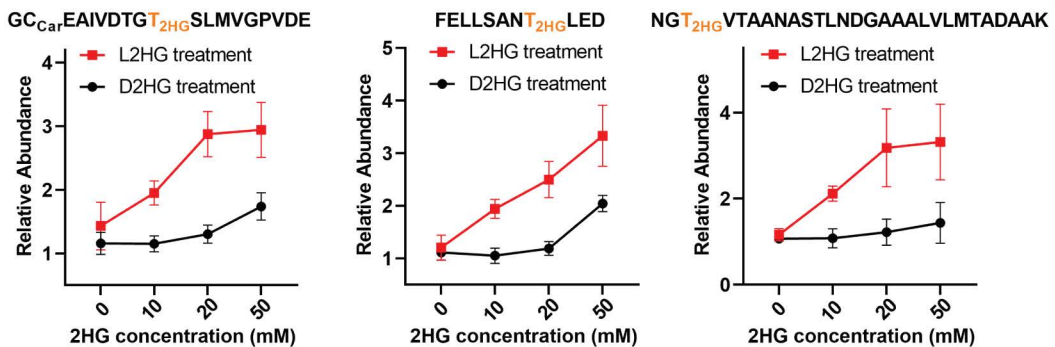 GCCarEAIVDTGT2HGSLMVGPVDE
L2HG treatment
D2HG treatment
Relative Abundance
4
3
2
1
0
10
20
50
2HG concentration (mM)
FELLSANT2HGLED
L2HG treatment
D2HG treatment
Relative Abundance
5
4
3
2
1
0
10
20
50
2HG concentration (mM)
NGT2HGVTAANASTLNDGAAALVLMTADAAK
L2HG treatment
D2HG treatment
Relative Abundance
4
2
0
0
10
20
50
2HG concentration (mM)